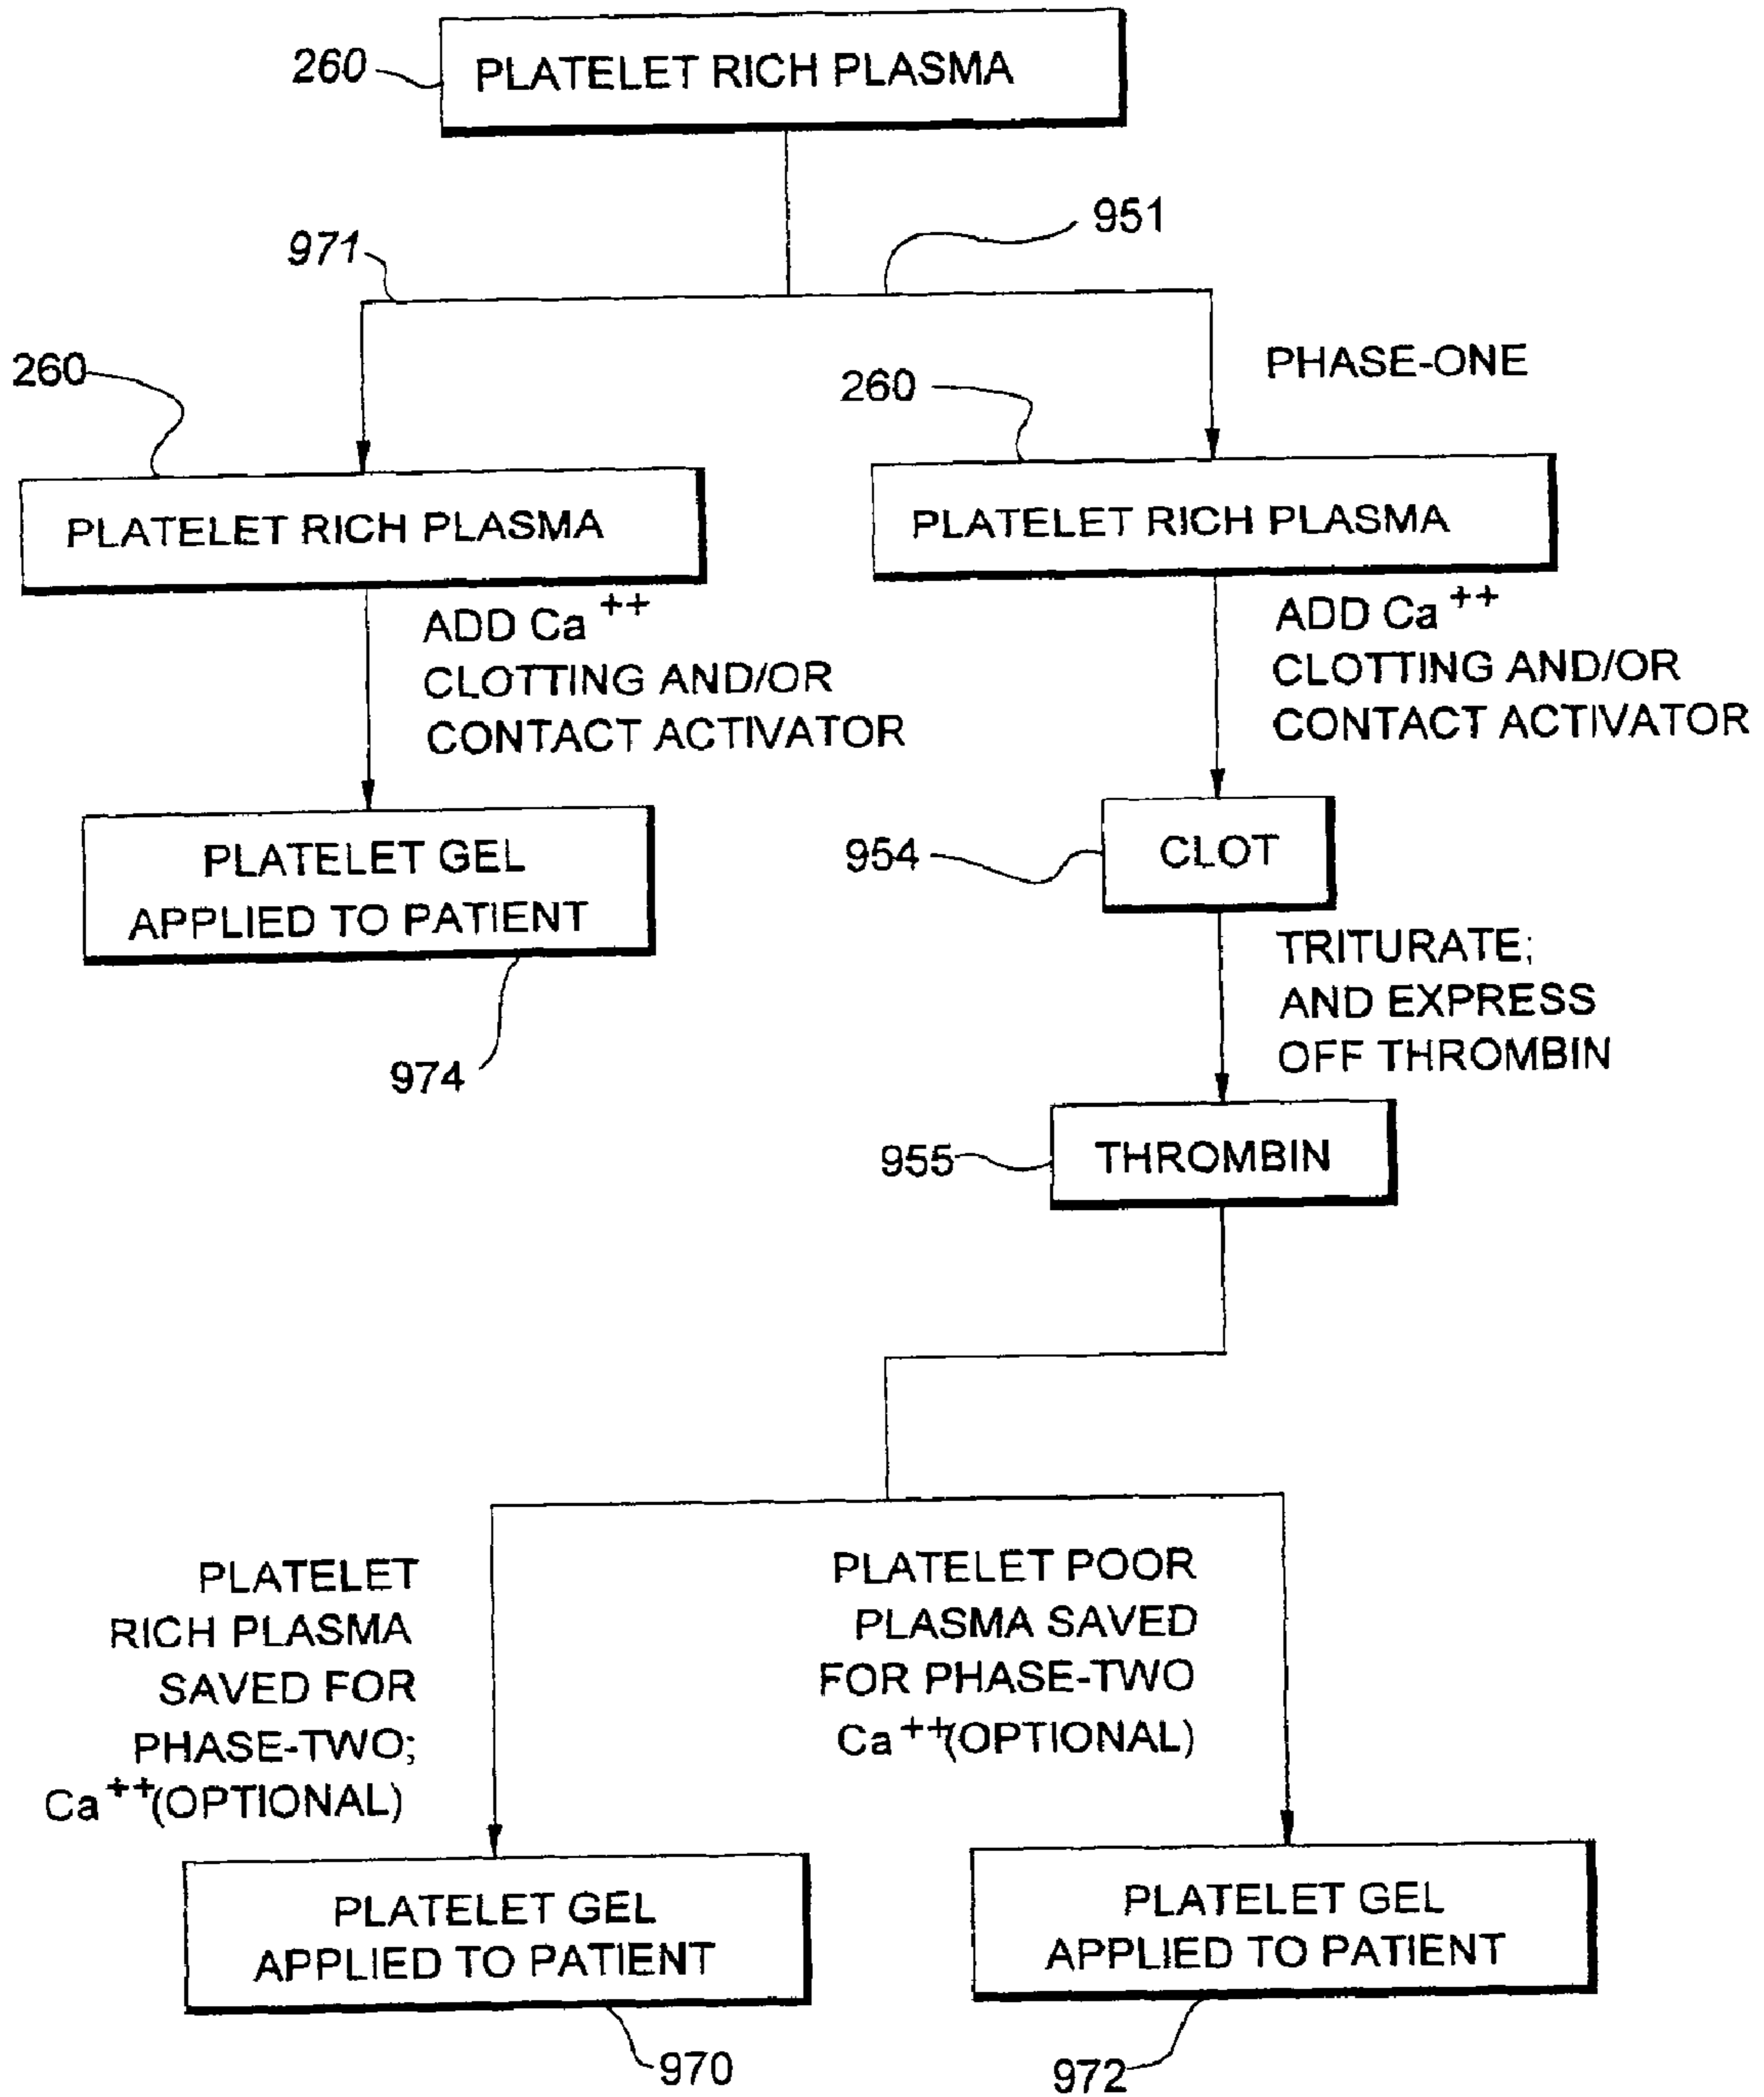 260
PLATELET RICH PLASMA
971
951
PHASE-ONE
260
260
PLATELET RICH PLASMA
PLATELET RICH PLASMA
ADD Ca ++
CLOTTING AND/OR
CONTACT ACTIVATOR
ADD Ca ++
CLOTTING AND/OR
CONTACT ACTIVATOR
PLATELET GEL
APPLIED TO PATIENT
974
954
CLOT
TRITURATE;
AND EXPRESS
OFF THROMBIN
955
THROMBIN
PLATELET
RICH PLASMA
SAVED FOR
PHASE-TWO;
Ca ++(OPTIONAL)
PLATELET POOR
PLASMA SAVED
FOR PHASE-TWO
Ca ++(OPTIONAL)
PLATELET GEL
APPLIED TO PATIENT
970
PLATELET GEL
APPLIED TO PATIENT
972